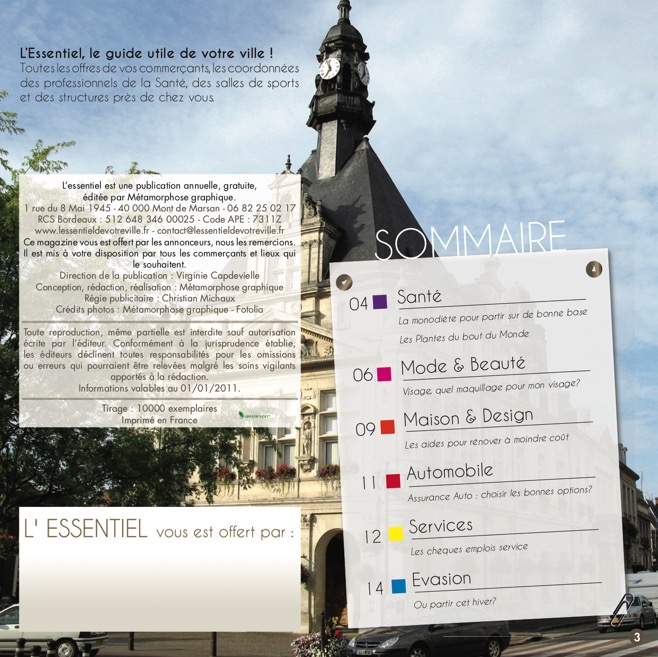 L'Essentiel, le guide utile de votre ville !
Toutes les offres de vos commerçants, les coordonnées
des professionnels de la Santé, des salles de sports
et des structures près de chez vous.
L'essentiel est une publication annuelle, gratuite,
éditée par Métamorphose graphique.
1 rue du 8 Mai 1945 - 40 000 Mont de Marsan - 06 82 25 02 17
RCS Bordeaux : 512 648 346 00025 - Code APE : 7311Z
www.lessentieldevotreville.fr - contact@lessentieldevotreville.fr
Ce magazine vous est offert par les annonceurs, nous les remercions.
Il est mis à votre disposition par tous les commerçants et lieux qui
le souhaitent.
Direction de la publication : Virginie Capdevielle
Conception, rédaction, réalisation : Métamorphose graphique
Régie publicitaire : Christian Michaux
Crédits photos : Métamorphose graphique - Fotolia
Toute reproduction, même partielle est interdite sauf autorisation
écrite par l'éditeur. Conformément à la jurisprudence établie,
les éditeurs déclinent toutes responsabilités pour les omissions
ou erreurs qui pourraient être relevées malgré les soins vigilants
apportés à la rédaction.
Informations valables au 01/01/2011.
Tirage : 10000 exemplaires
Imprimé en France
L' ESSENTIEL vous est offert par :
SOMMAIRE
04 Santé
La monodiète pour partir sur de bonne base
Les Plantes du bout du Monde
06 Mode & Beauté
Visage, quel maquillage pour mon visage?
09 Maison & Design
Les aides pour rénover à moindre coût
11 Automobile
Assurance Auto : choisir les bonnes options?
12 Services
Les chèques emplois service
14 Evasion
Ou partir cet hiver?
3